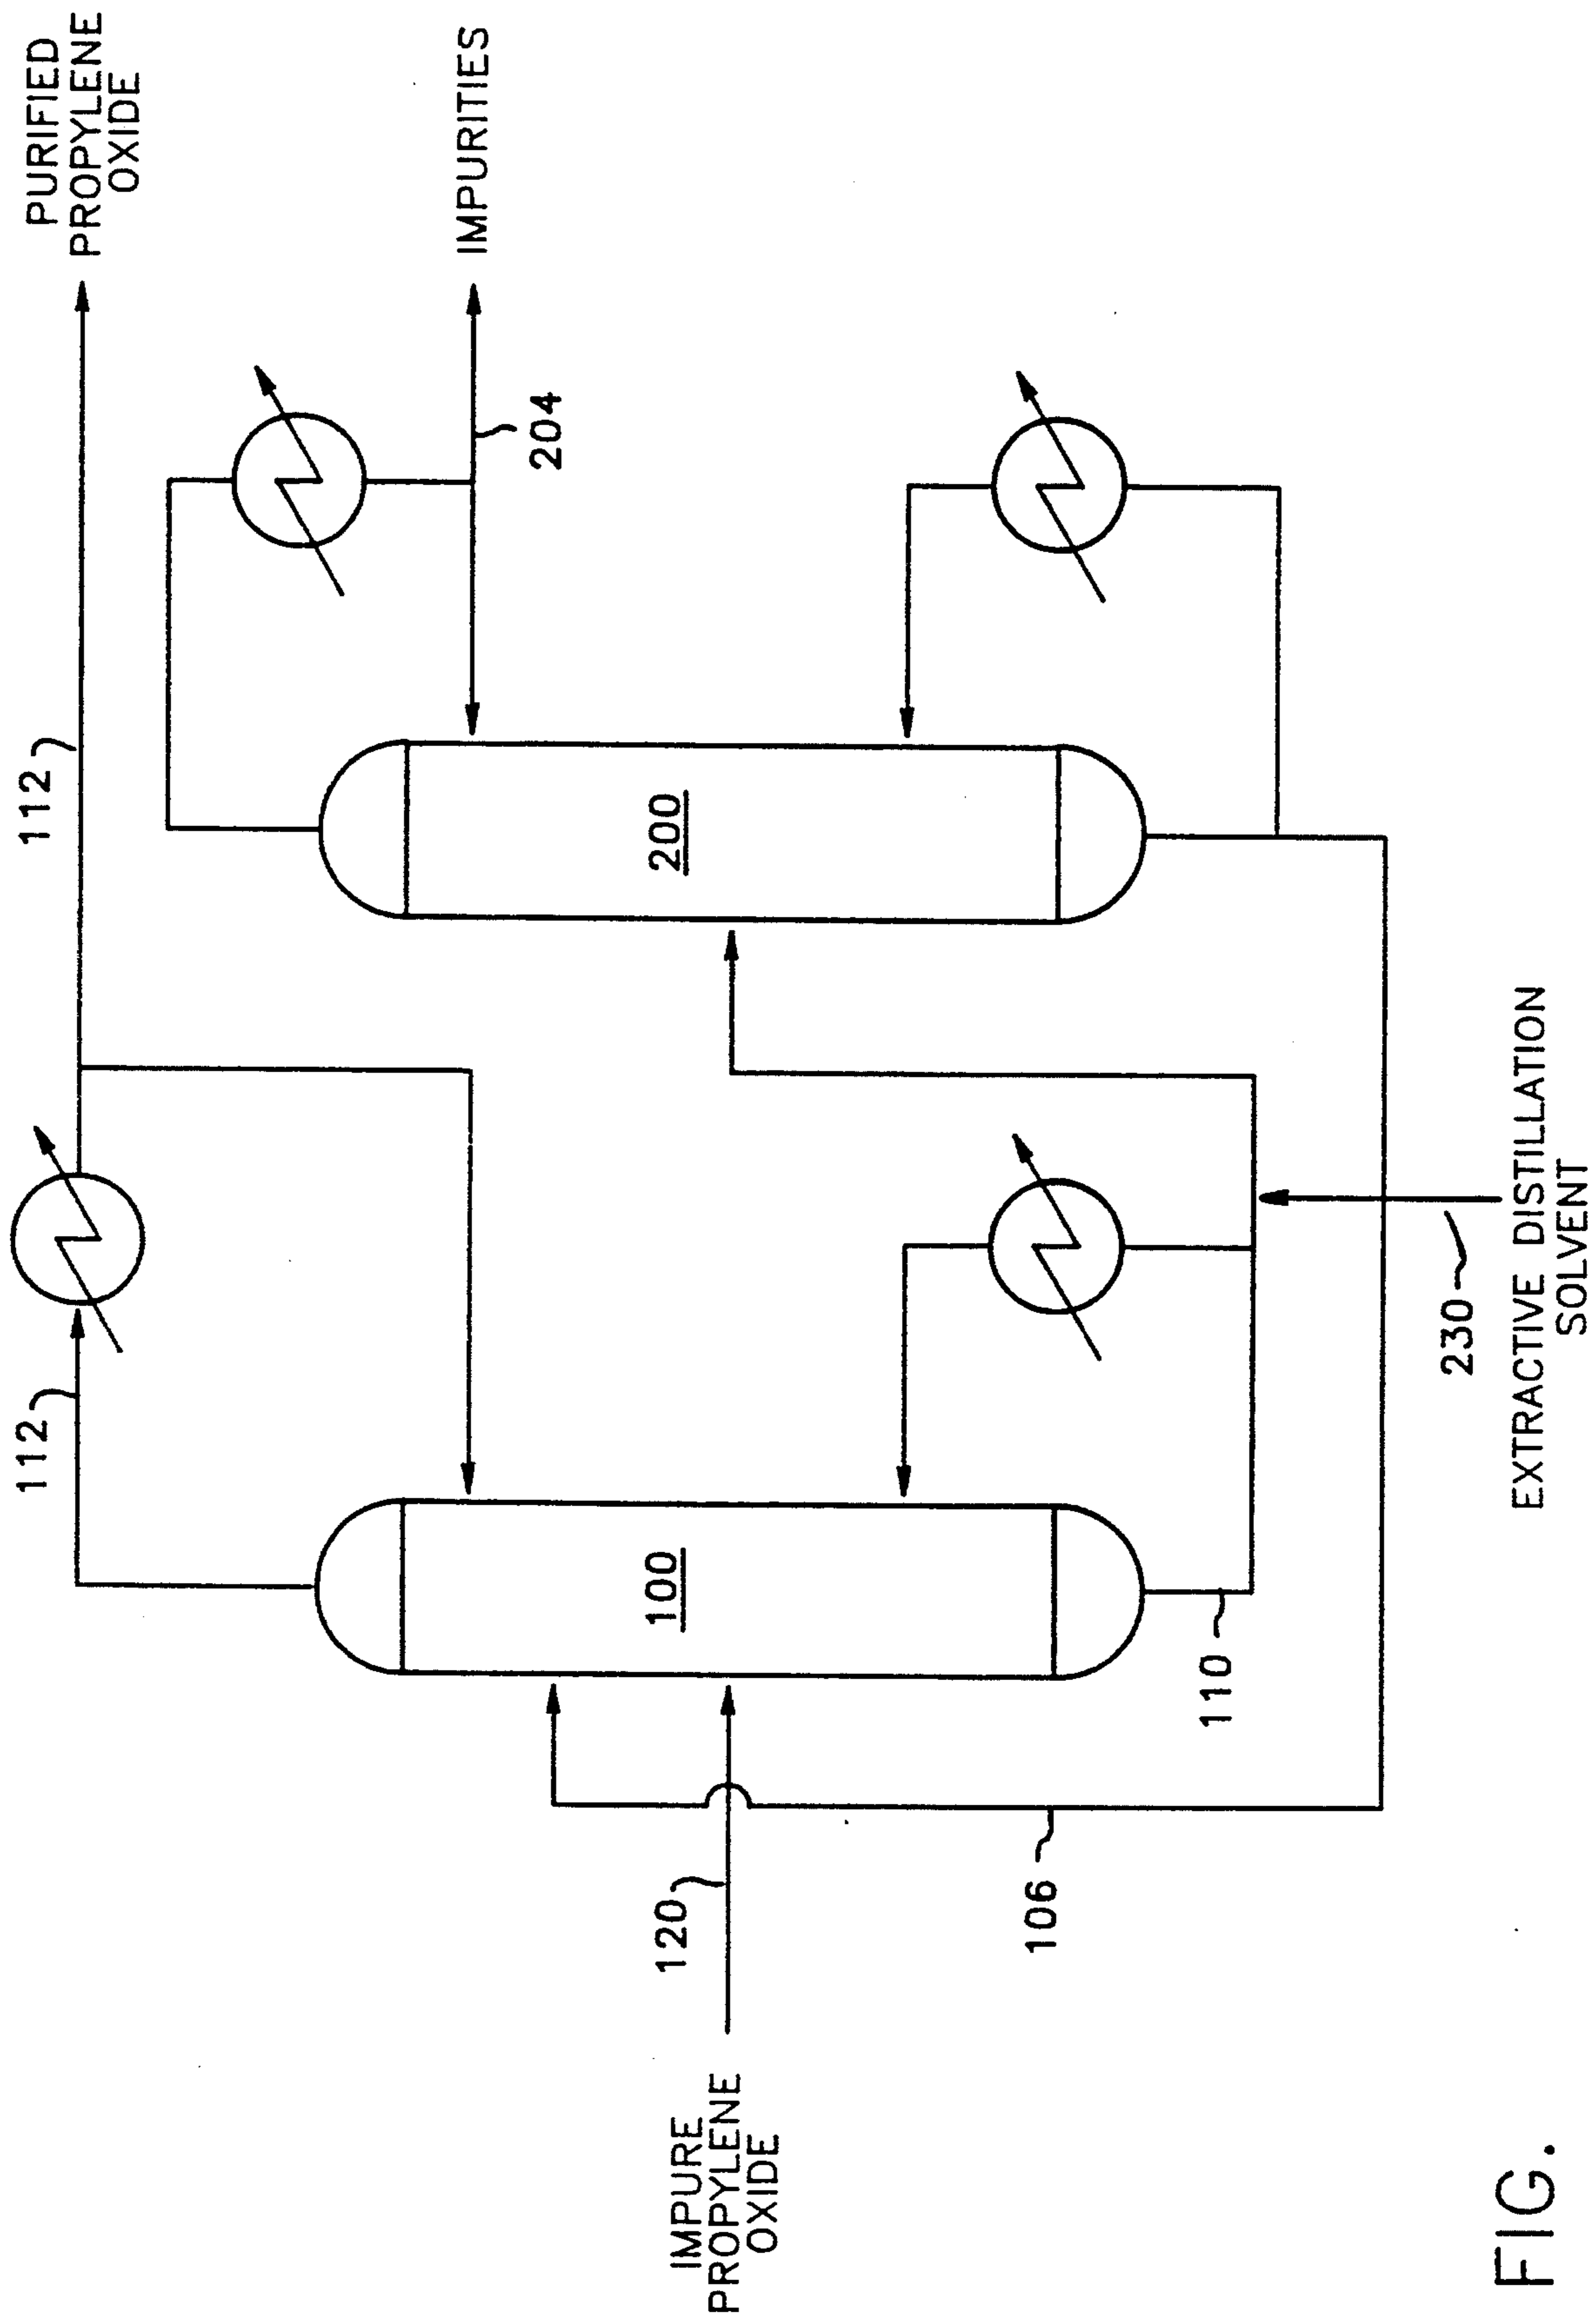 112
112
PURIFIED
PROPYLENE
OXIDE
204
IMPURITIES
100
200
IMPURE
PROPYLENE
OXIDE
120
106
110
230
EXTRACTIVE DISTILLATION
SOLVENT
FIG.